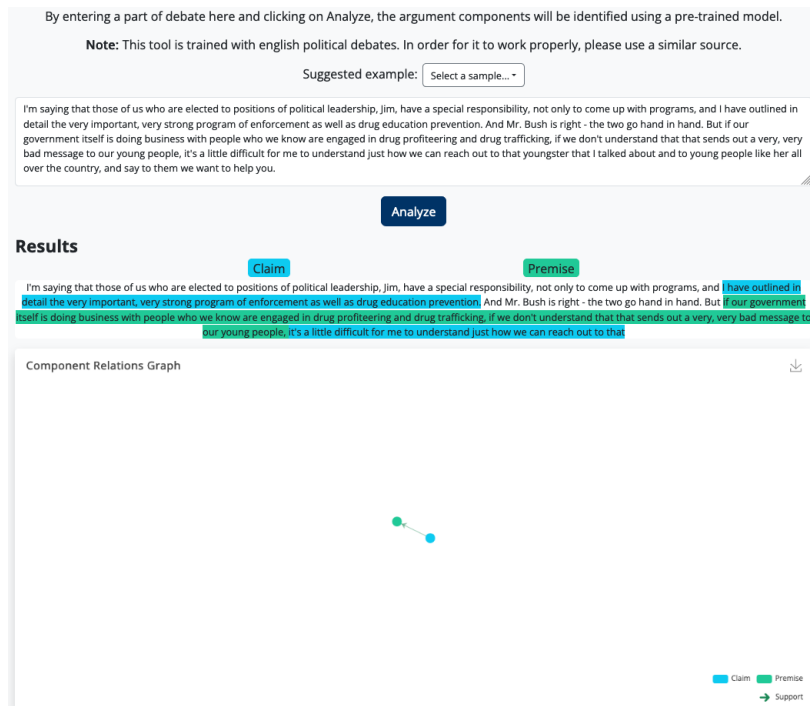 By entering a part of debate here and clicking on Analyze, the argument components will be identified using a pre-trained model.
Note: This tool is trained with english political debates. In order for it to work properly, please use a similar source.
Suggested example: Select a sample...
I'm saying that those of us who are elected to positions of political leadership, Jim, have a special responsibility, not only to come up with programs, and I have outlined in
detail the very important, very strong program of enforcement as well as drug education prevention. And Mr. Bush is right - the two go hand in hand. But if our
government itself is doing business with people who we know are engaged in drug profiteering and drug trafficking, if we don't understand that that sends out a very, very
bad message to our young people, it's a little difficult for me to understand just how we can reach out to that youngster that I talked about and to young people like her all
over the country, and say to them we want to help you.
Analyze
Results
Claim Premise
I'm saying that those of us who are elected to positions of political leadership, Jim, have a special responsibility, not only to come up with programs, and I have outlined in
detail the very important, very strong program of enforcement as well as drug education prevention. And Mr. Bush is right - the two go hand in hand. But if our government
itself is doing business with people who we know are engaged in drug profiteering and drug trafficking, if we don't understand that that sends out a very, very bad message to
our young people, it's a little difficult for me to understand just how we can reach out to that
Component Relations Graph
Claim Premise
Support